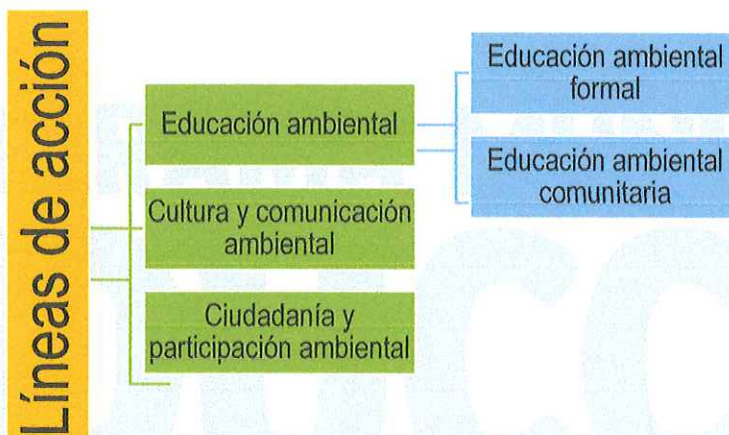 Líneas de acción
Educación ambiental
Cultura y comunicación
ambiental
Ciudadanía y
participación ambiental
Educación ambiental
formal
Educación ambiental
comunitaria